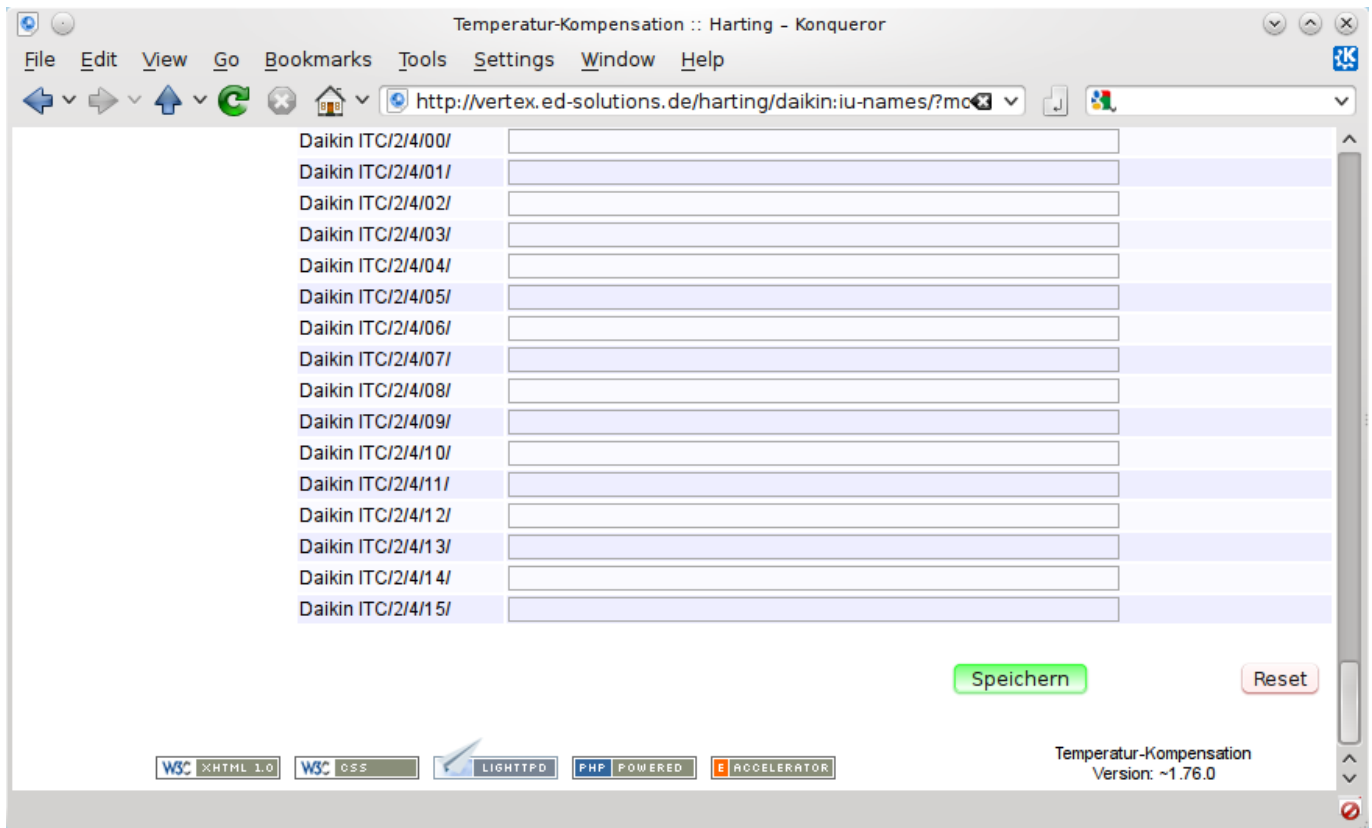 Temperatur-Kompensation :: Harting – Konqueror
File Edit View Go Bookmarks Tools Settings Window Help
http://vertex.ed-solutions.de/harting/daikin:iu-names/?mo
Daikin ITC/2/4/00/
Daikin ITC/2/4/01/
Daikin ITC/2/4/02/
Daikin ITC/2/4/03/
Daikin ITC/2/4/04/
Daikin ITC/2/4/05/
Daikin ITC/2/4/06/
Daikin ITC/2/4/07/
Daikin ITC/2/4/08/
Daikin ITC/2/4/09/
Daikin ITC/2/4/10/
Daikin ITC/2/4/11/
Daikin ITC/2/4/12/
Daikin ITC/2/4/13/
Daikin ITC/2/4/14/
Daikin ITC/2/4/15/
Speichern Reset
W3C XHTML 1.0 W3C CSS LIGHTTPD PHP POWERED E ACCELERATOR
Temperatur-Kompensation
Version: ~1.76.0